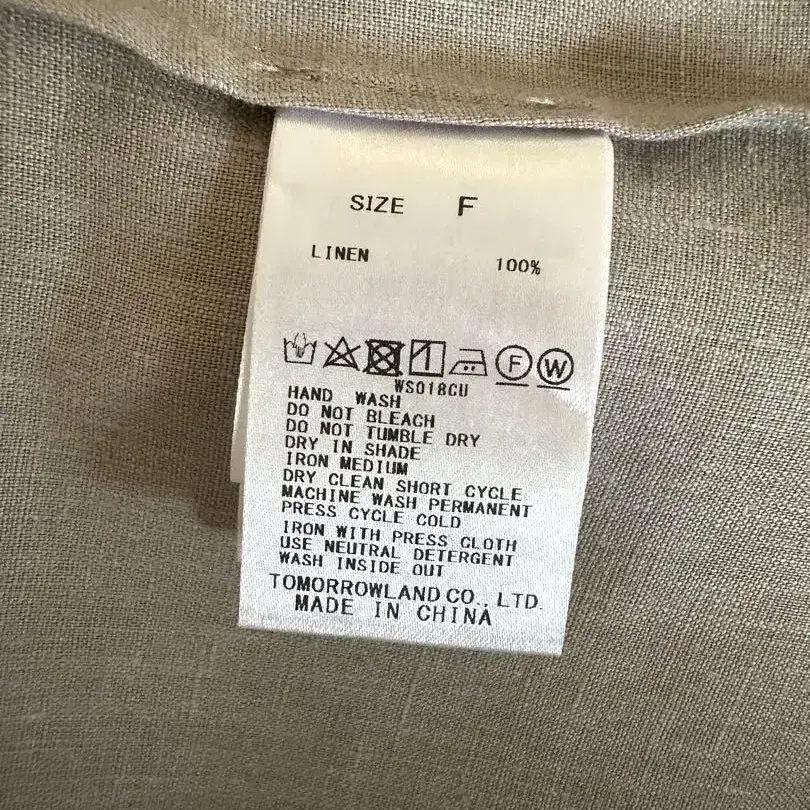 SIZE F
LINEN 100%
F W
WS018CU
HAND WASH
DO NOT BLEACH
DO NOT TUMBLE DRY
DRY IN SHADE
IRON MEDIUM
DRY CLEAN SHORT CYCLE
MACHINE WASH PERMANENT
PRESS CYCLE COLD
IRON WITH PRESS CLOTH
USE NEUTRAL DETERGENT
WASH INSIDE OUT
TOMORROWLAND CO., LTD.
MADE IN CHINA